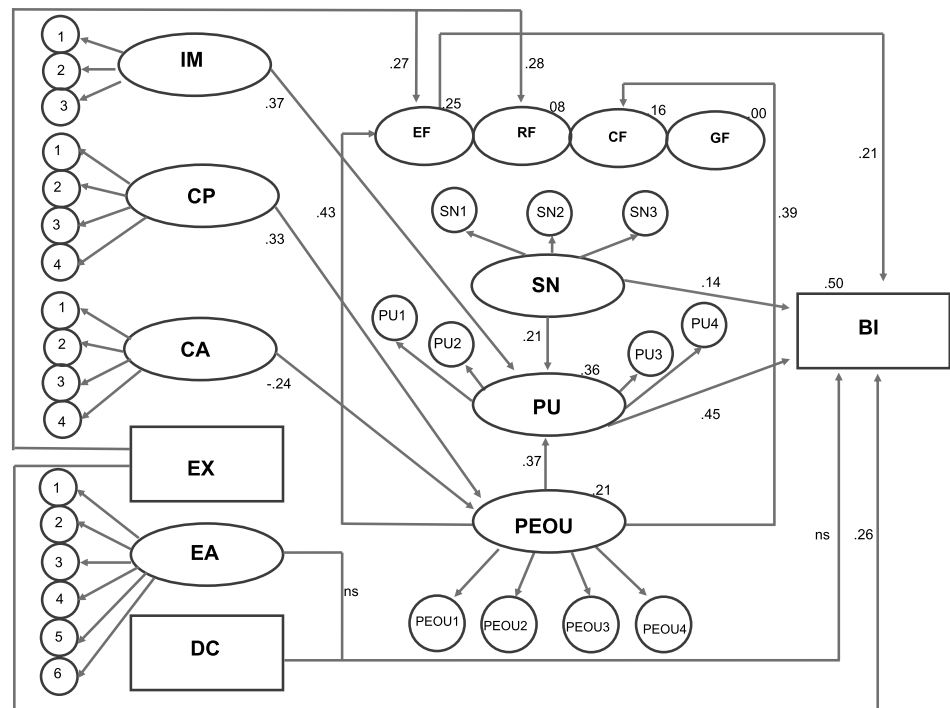 1
2
3
IM
.37
.27
.28
.25
08
.16
.00
EF
RF
CF
GF
.21
1
2
3
4
CP
.33
.43
.39
SN1
SN2
SN3
SN
.14
.50
BI
1
2
3
4
CA
-.24
PU1
PU2
.21
PU3
PU4
.36
PU
.45
EX
.37
.21
PEOU
1
2
3
4
5
6
EA
ns
ns
.26
PEOU1
PEOU2
PEOU3
PEOU4
DC